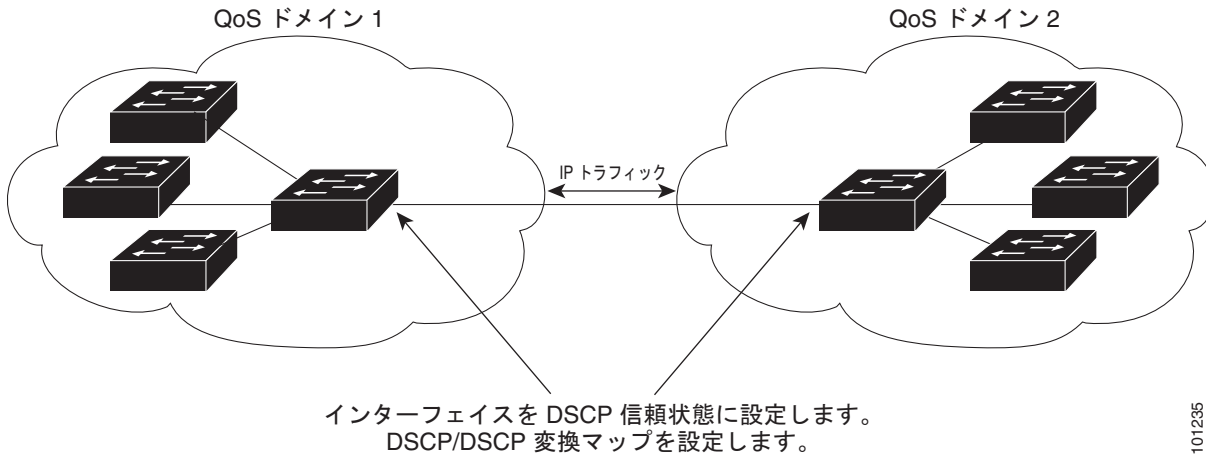 QoS ドメイン 1
QoS ドメイン 2
IP トラフィック
インターフェイスを DSCP 信頼状態に設定します。
DSCP/DSCP 変換マップを設定します。
101235